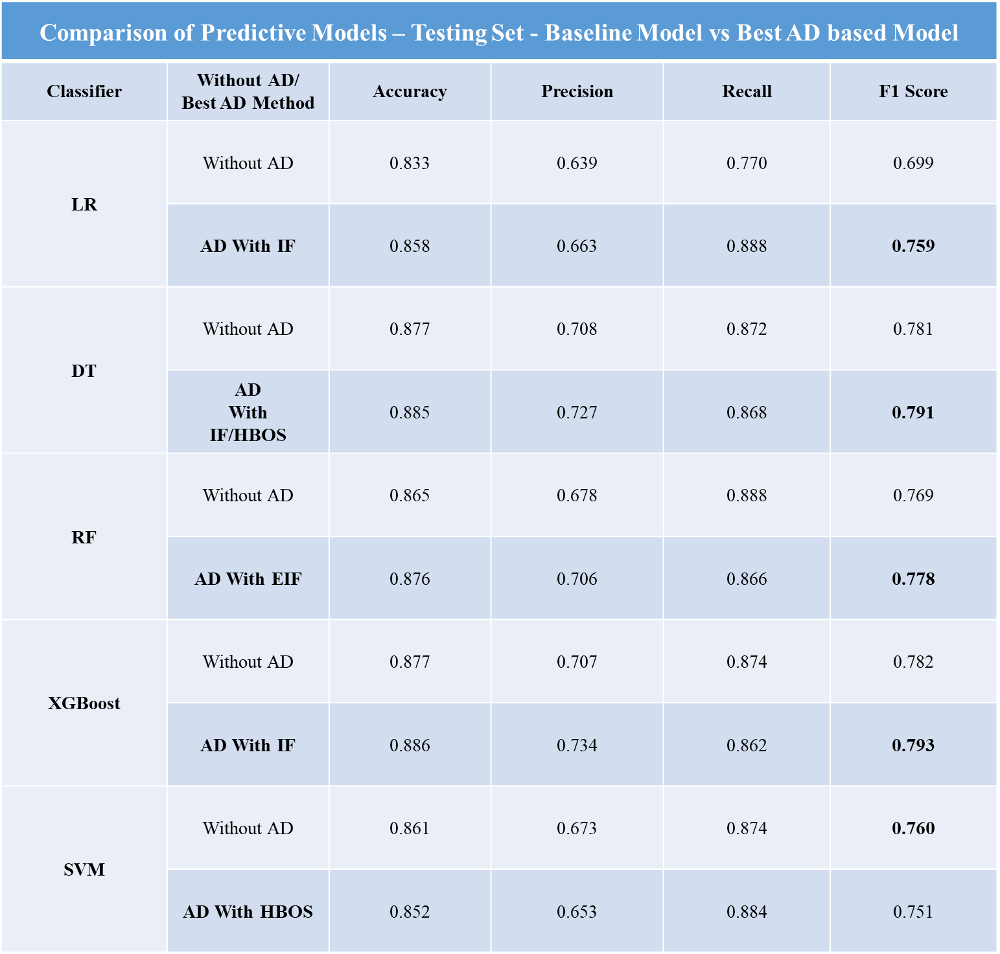 Comparison of Predictive Models – Testing Set - Baseline Model vs Best AD based Model
Classifier
Without AD/
Best AD Method
Accuracy
Precision
Recall
F1 Score
LR
Without AD
0.833
0.639
0.770
0.699
AD With IF
0.858
0.663
0.888
0.759
DT
Without AD
0.877
0.708
0.872
0.781
AD
With
IF/HBOS
0.885
0.727
0.868
0.791
RF
Without AD
0.865
0.678
0.888
0.769
AD With EIF
0.876
0.706
0.866
0.778
XGBoost
Without AD
0.877
0.707
0.874
0.782
AD With IF
0.886
0.734
0.862
0.793
SVM
Without AD
0.861
0.673
0.874
0.760
AD With HBOS
0.852
0.653
0.884
0.751